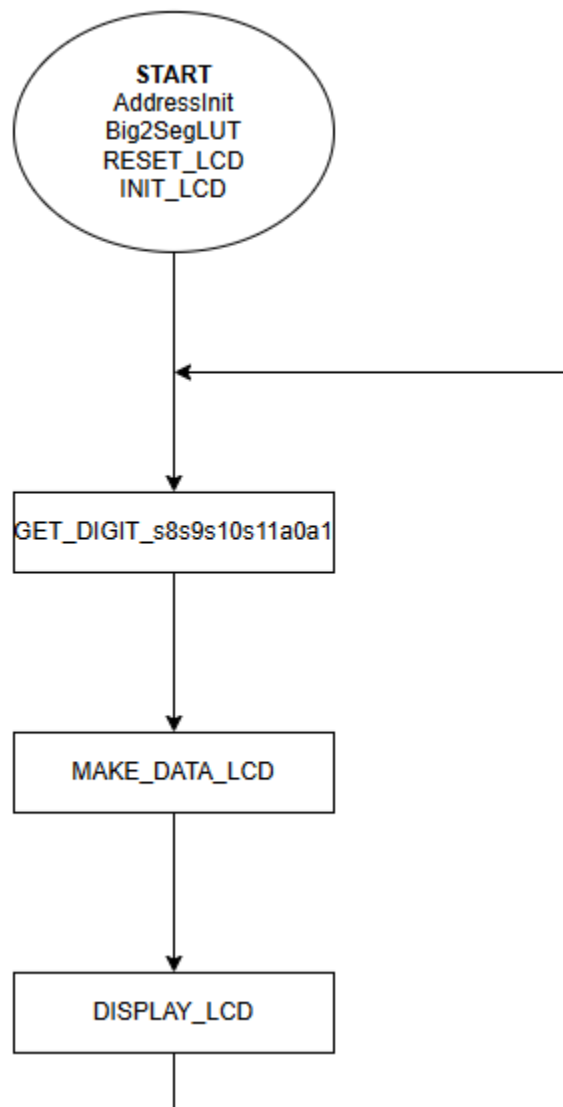 START
AddressInit
Big2SegLUT
RESET_LCD
INIT_LCD
GET_DIGIT_s8s9s10s11a0a1
MAKE_DATA_LCD
DISPLAY_LCD